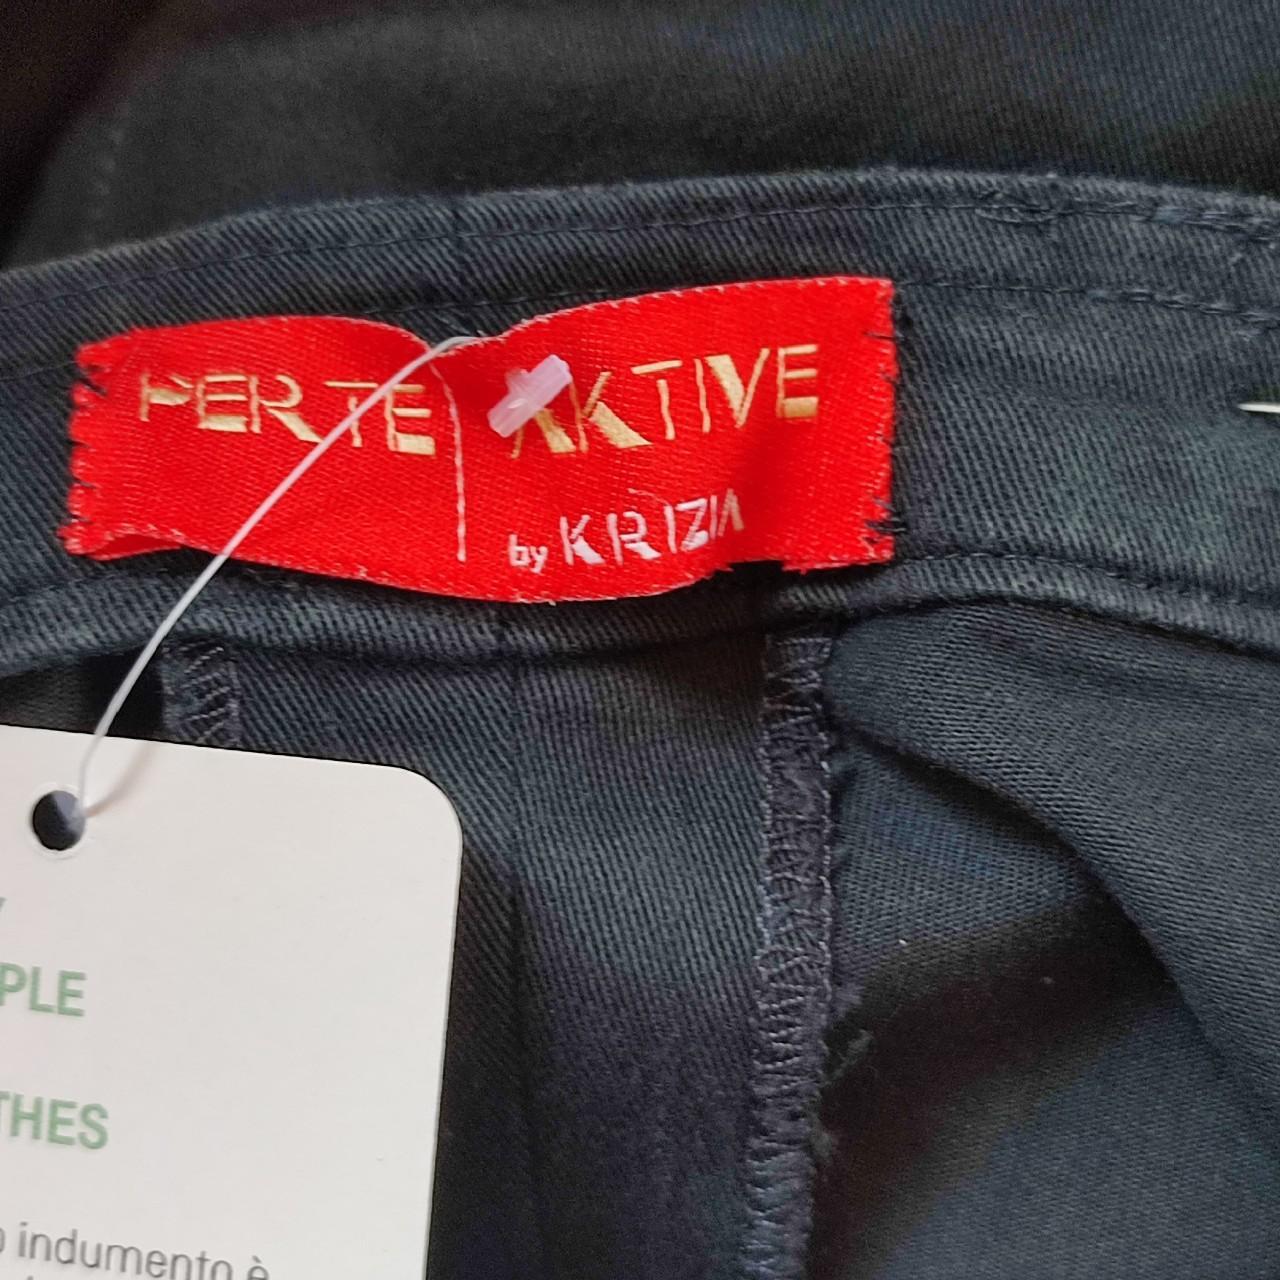 PER TE AKTIVE
by KRIZIA
PLE
THES
indumento è